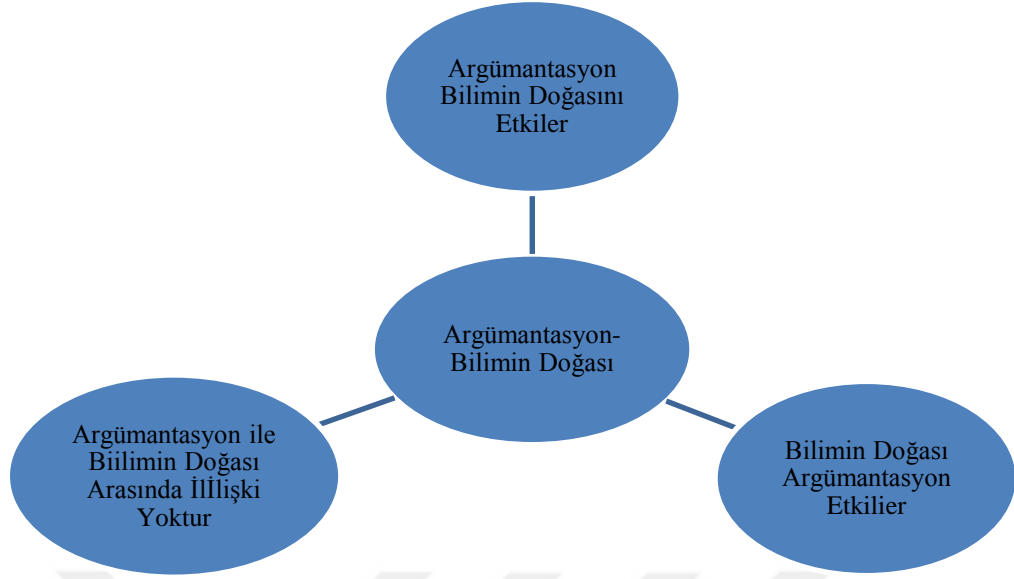 Argümantasyon
Bilimin Doğasını
Etkiler
Argümantasyon-
Bilimin Doğası
Argümantasyon ile
Biilimin Doğası
Arasında İlİlişki
Yoktur
Bilimin Doğası
Argümantasyon
Etkilier